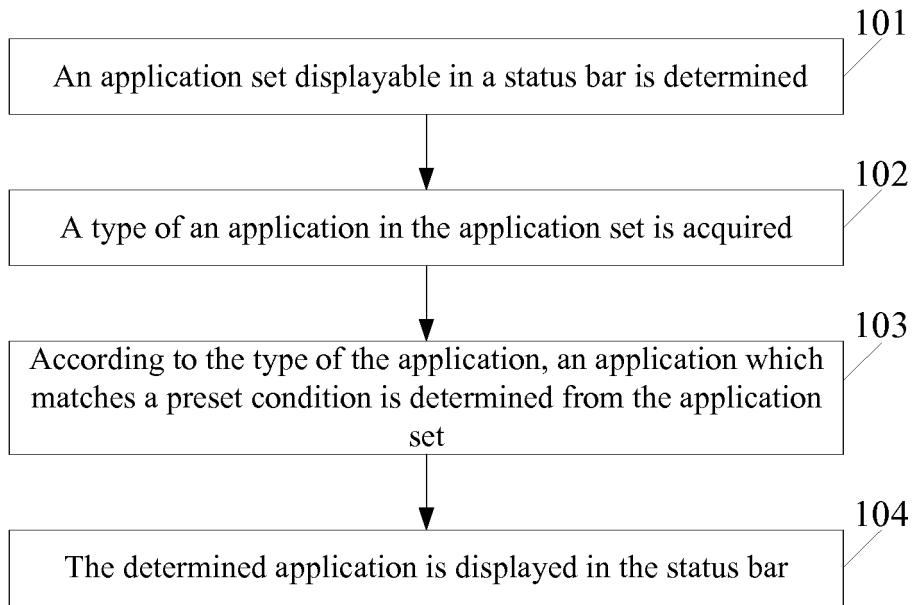 101
An application set displayable in a status bar is determined
102
A type of an application in the application set is acquired
103
According to the type of the application, an application which
matches a preset condition is determined from the application
set
104
The determined application is displayed in the status bar